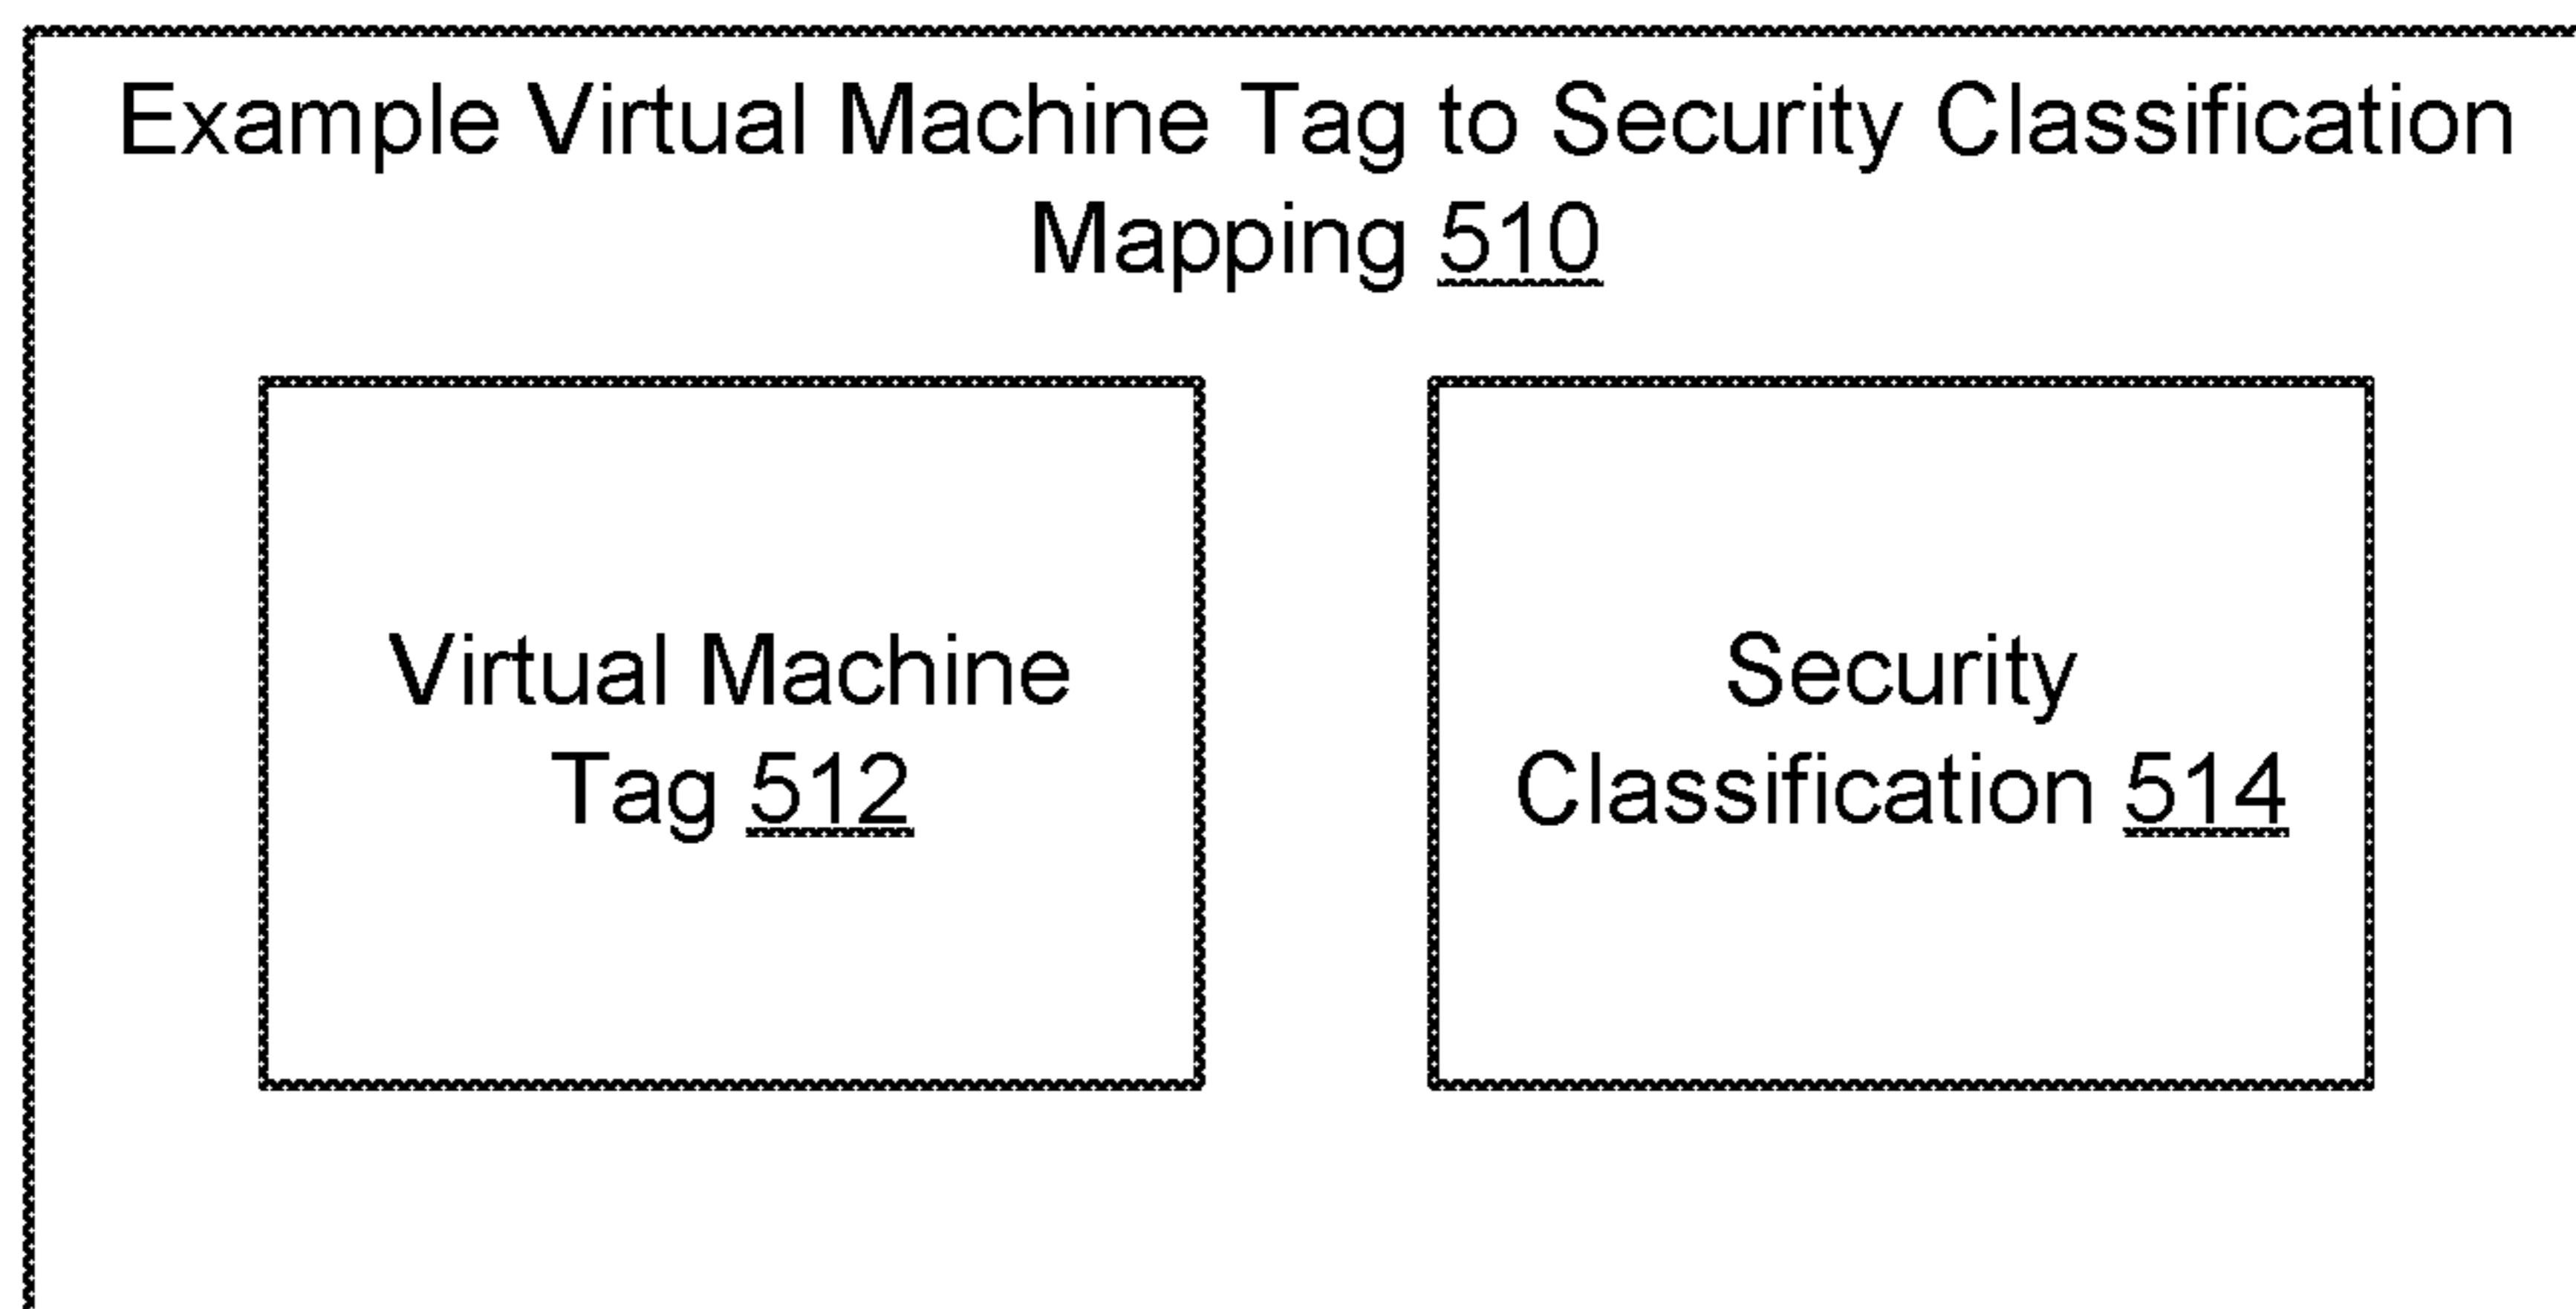 Example Virtual Machine Tag to Security Classification
Mapping 510
Virtual Machine
Tag 512
Security
Classification 514